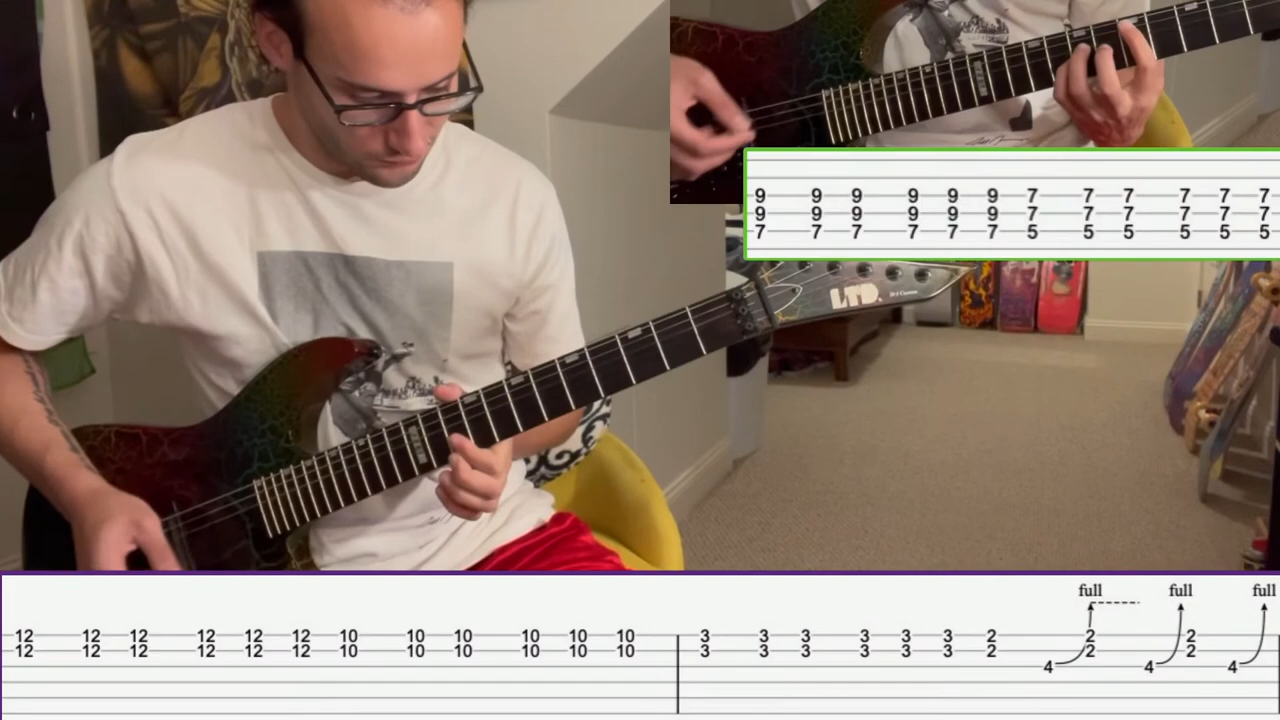 9 9 9 9 9 9 7 7 7 7 7 7
9 9 9 9 9 9 7 7 7 7 7 7
7 7 7 7 7 7 5 5 5 5 5 5
LTD
full full full
12 12 12 12 12 12 10 10 10 10 10 10 3 3 3 3 3 3 2 2 2
12 12 12 12 12 12 10 10 10 10 10 10 3 3 3 3 3 3 2 2 2
4 4 4